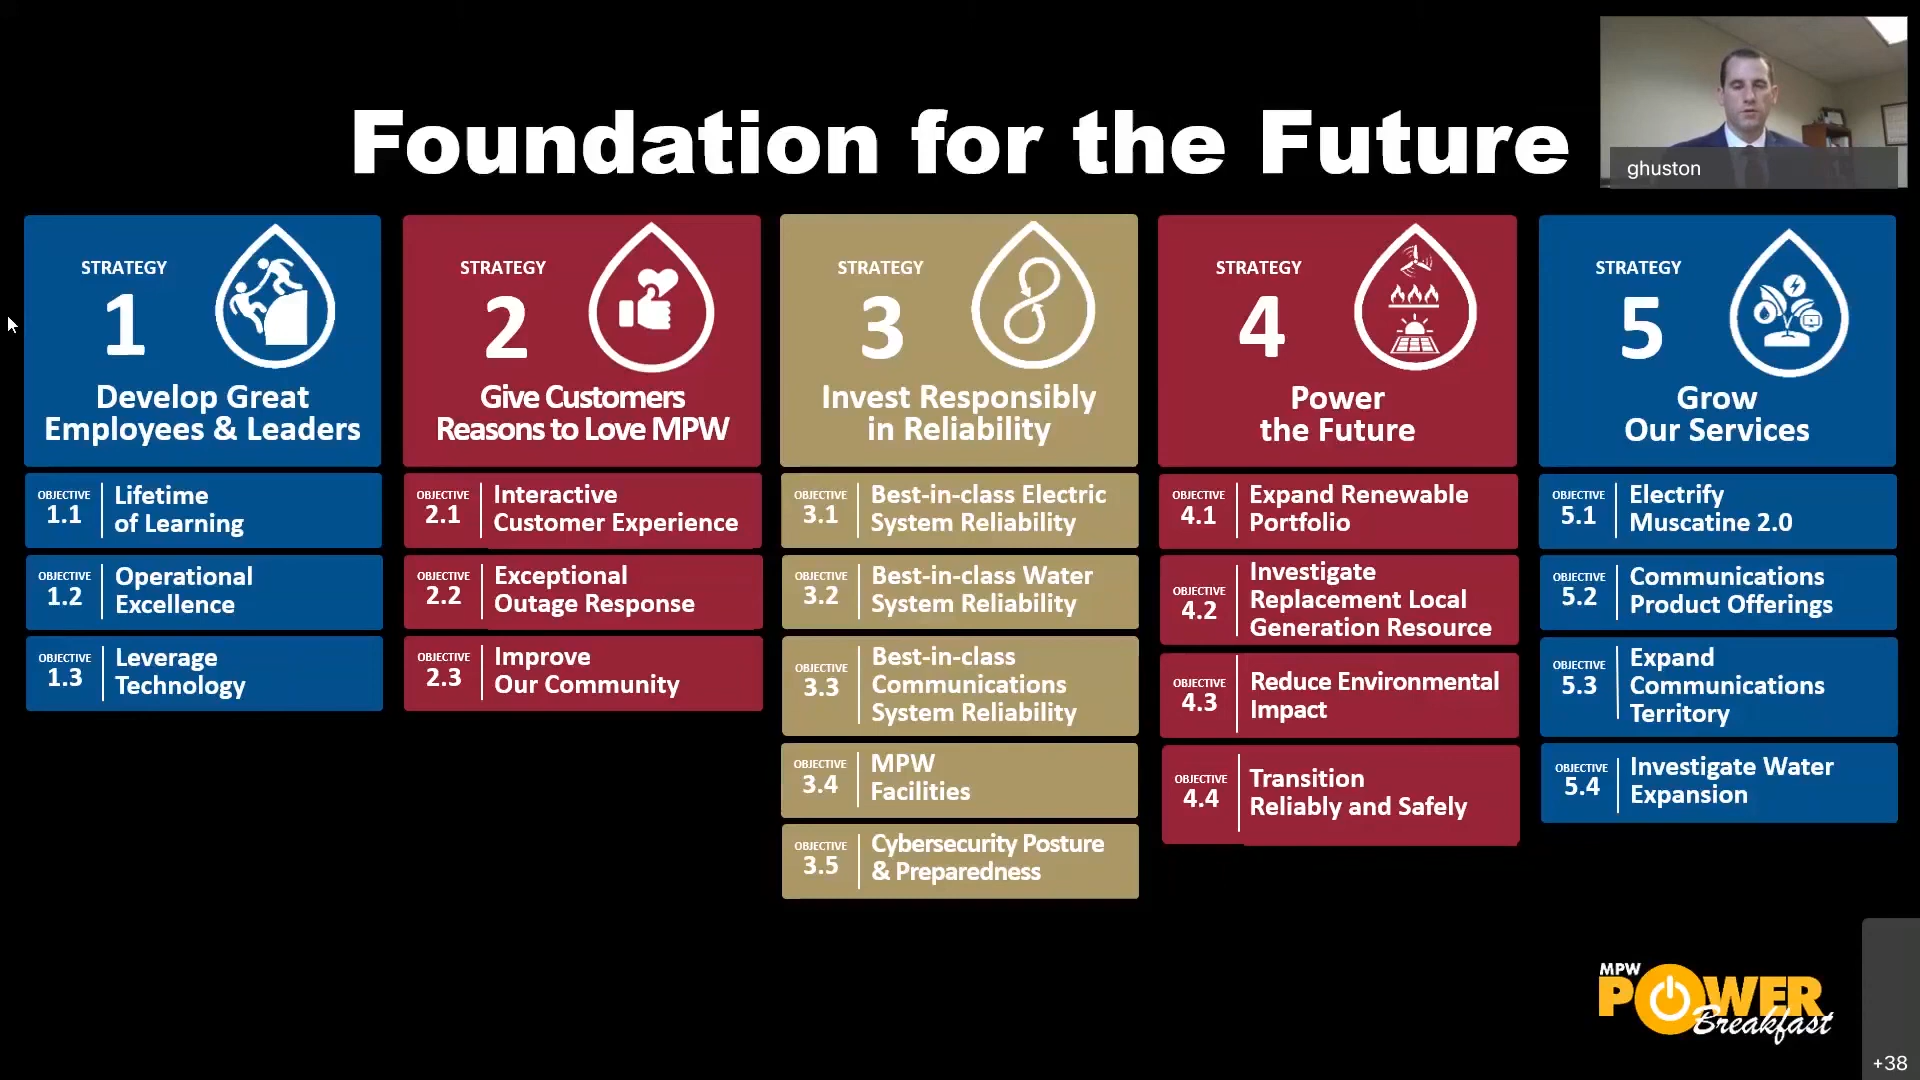 Foundation for the Future
ghuston
STRATEGY
1
Develop Great
Employees & Leaders
OBJECTIVE
1.1
Lifetime
of Learning
OBJECTIVE
1.2
Operational
Excellence
OBJECTIVE
1.3
Leverage
Technology
STRATEGY
2
Give Customers
Reasons to Love MPW
OBJECTIVE
2.1
Interactive
Customer Experience
OBJECTIVE
2.2
Exceptional
Outage Response
OBJECTIVE
2.3
Improve
Our Community
STRATEGY
3
Invest Responsibly
in Reliability
OBJECTIVE
3.1
Best-in-class Electric
System Reliability
OBJECTIVE
3.2
Best-in-class Water
System Reliability
OBJECTIVE
3.3
Best-in-class
Communications
System Reliability
OBJECTIVE
3.4
MPW
Facilities
OBJECTIVE
3.5
Cybersecurity Posture
& Preparedness
STRATEGY
4
Power
the Future
OBJECTIVE
4.1
Expand Renewable
Portfolio
OBJECTIVE
4.2
Investigate
Replacement Local
Generation Resource
OBJECTIVE
4.3
Reduce Environmental
Impact
OBJECTIVE
4.4
Transition
Reliably and Safely
STRATEGY
5
Grow
Our Services
OBJECTIVE
5.1
Electrify
Muscatine 2.0
OBJECTIVE
5.2
Communications
Product Offerings
OBJECTIVE
5.3
Expand
Communications
Territory
OBJECTIVE
5.4
Investigate Water
Expansion
MPW
POWER
Breakfast
+38